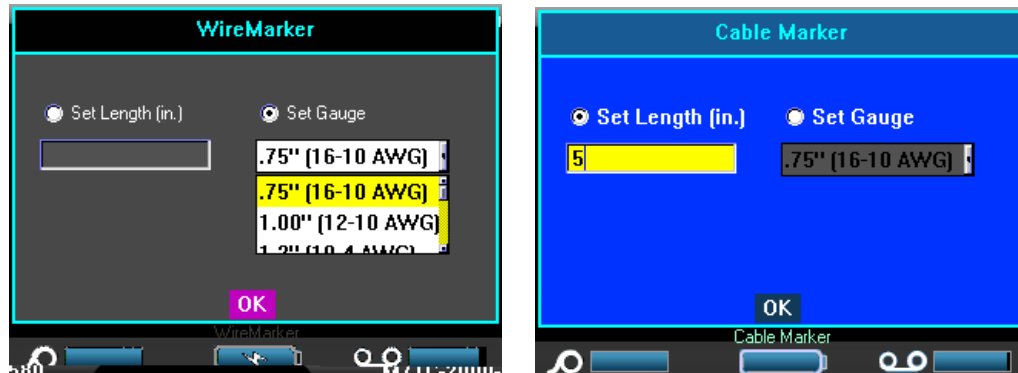 WireMarker
Set Length (in.)
Set Gauge
.75" (16-10 AWG)
.75" (16-10 AWG)
1.00" (12-10 AWG)
OK
WireMarker
Cable Marker
Set Length (in.)
Set Gauge
5
.75" (16-10 AWG)
OK
Cable Marker